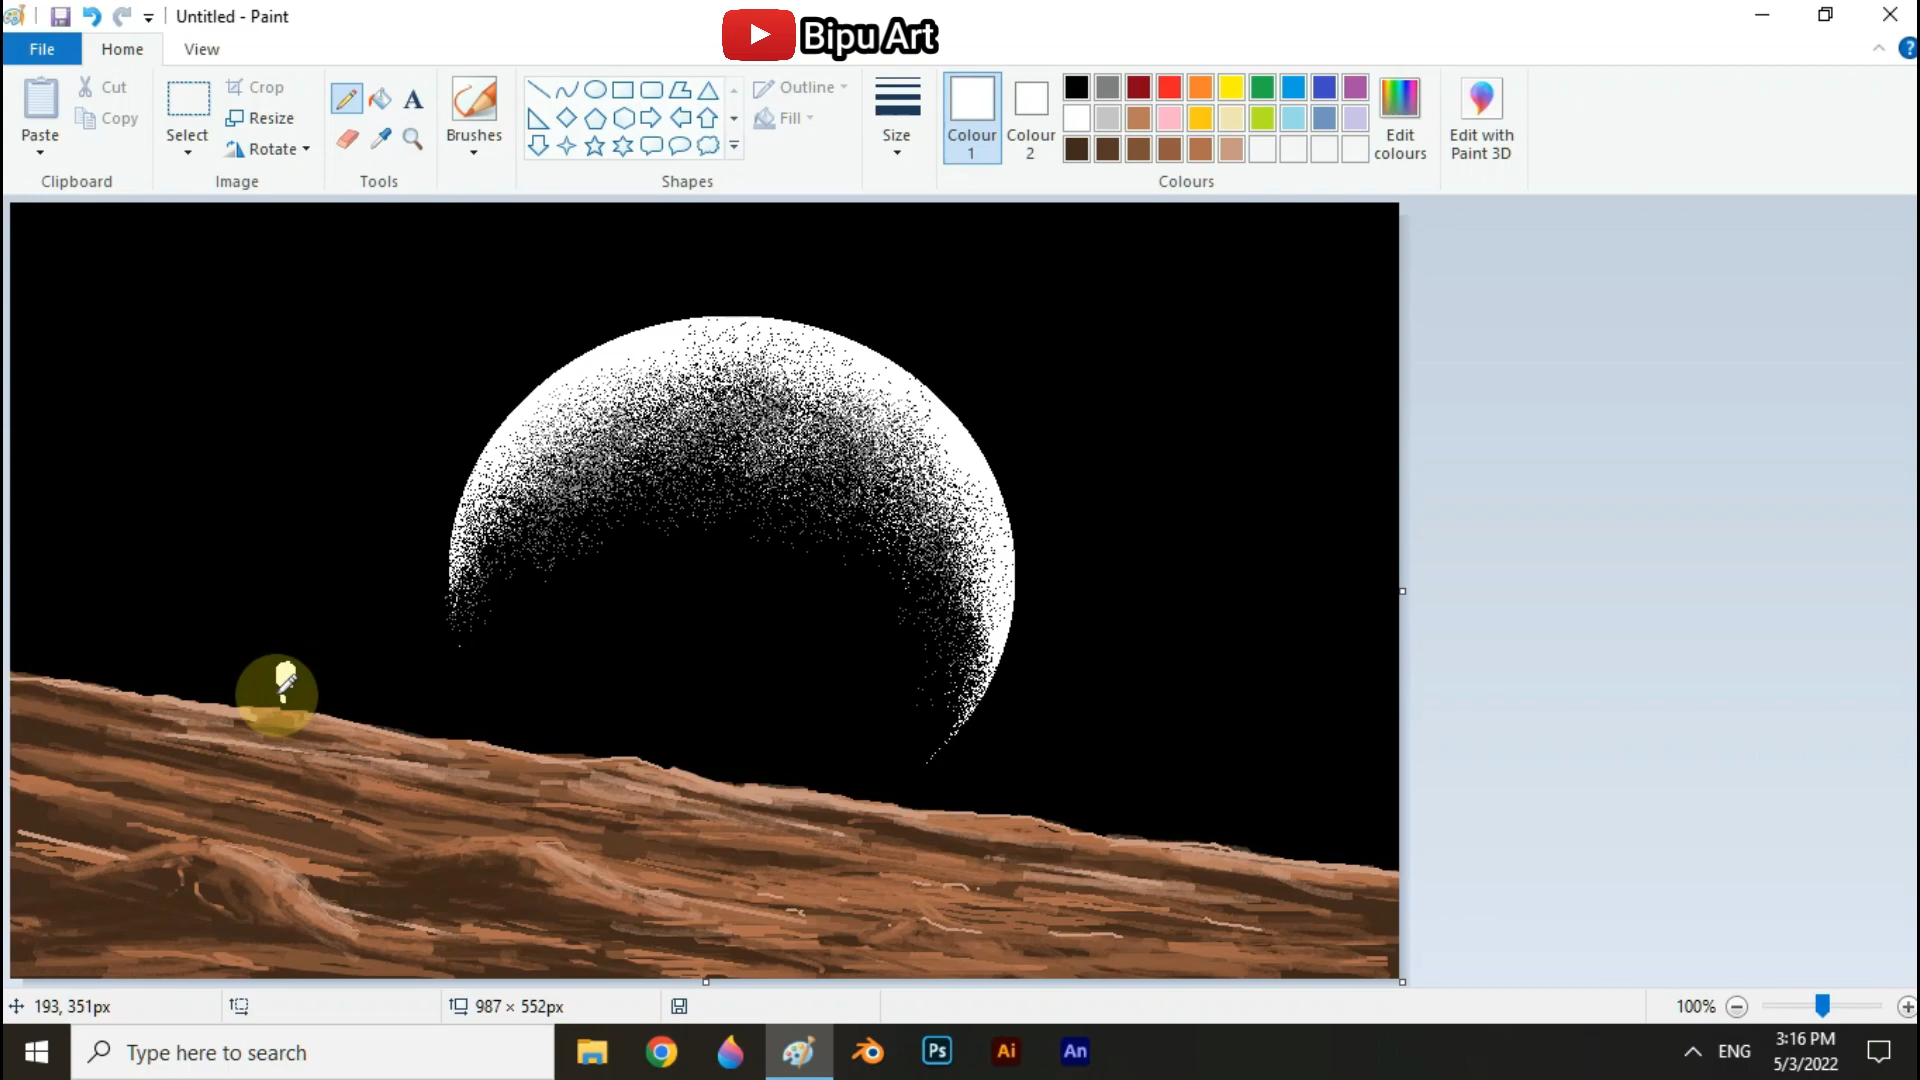 Untitled - Paint
Bipu Art
File
Home
View
Paste
Cut
Copy
Clipboard
Select
Crop
Resize
Rotate
Image
A
Tools
Brushes
Shapes
Outline
Fill
Size
Colour 1
Colour 2
Edit colours
Colours
Edit with Paint 3D
?
193, 351px
987 × 552px
100%
Type here to search
Ps
Ai
An
ENG
3:16 PM
5/3/2022